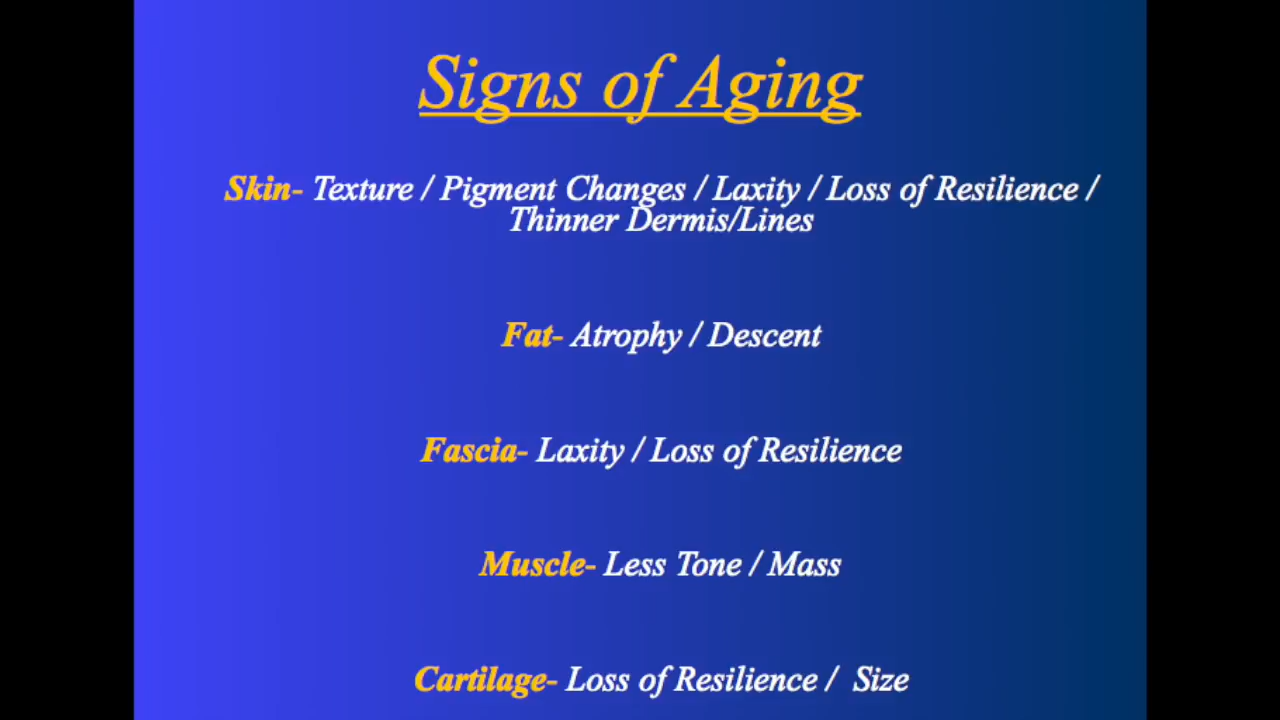 Signs of Aging
Skin- Texture / Pigment Changes / Laxity / Loss of Resilience /
Thinner Dermis/Lines
Fat- Atrophy / Descent
Fascia- Laxity / Loss of Resilience
Muscle- Less Tone / Mass
Cartilage- Loss of Resilience /  Size